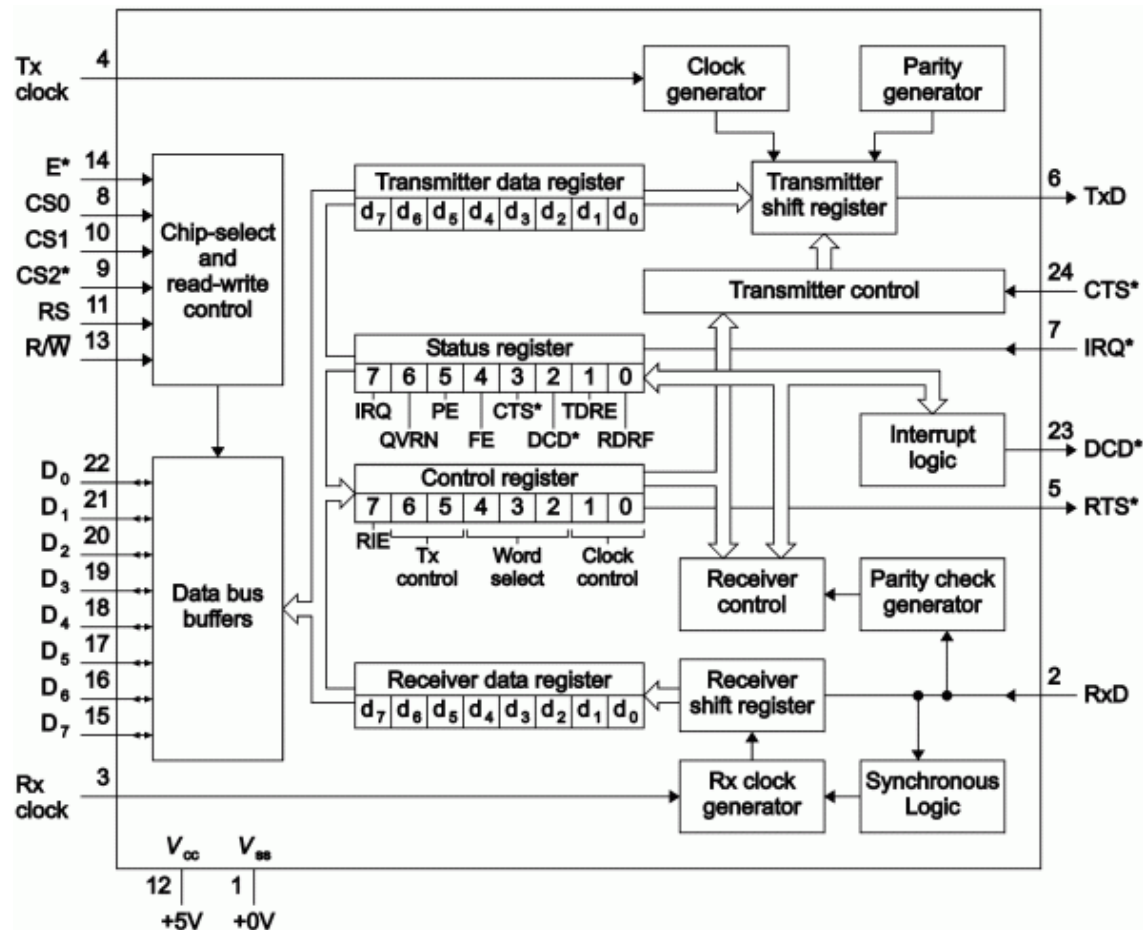 Tx
clock
4
Clock
generator
Parity
generator
E* 14
CS0 8
CS1 10
CS2* 9
RS 11
R/W̅ 13
Chip-select
and
read-write
control
Transmitter data register
d7 d6 d5 d4 d3 d2 d1 d0
Transmitter
shift register
6 TxD
Transmitter control
24 CTS*
7 IRQ*
Status register
7 6 5 4 3 2 1 0
IRQ PE CTS* TDRE
QVRN FE DCD* RDRF
Interrupt
logic
23 DCD*
5 RTS*
Control register
7 6 5 4 3 2 1 0
RIE
Tx
control
Word
select
Clock
control
D0 22
D1 21
D2 20
D3 19
D4 18
D5 17
D6 16
D7 15
Data bus
buffers
Receiver
control
Parity check
generator
Receiver data register
d7 d6 d5 d4 d3 d2 d1 d0
Receiver
shift register
2 RxD
Rx
clock
3
Rx clock
generator
Synchronous
Logic
Vcc Vss
12 1
+5V +0V